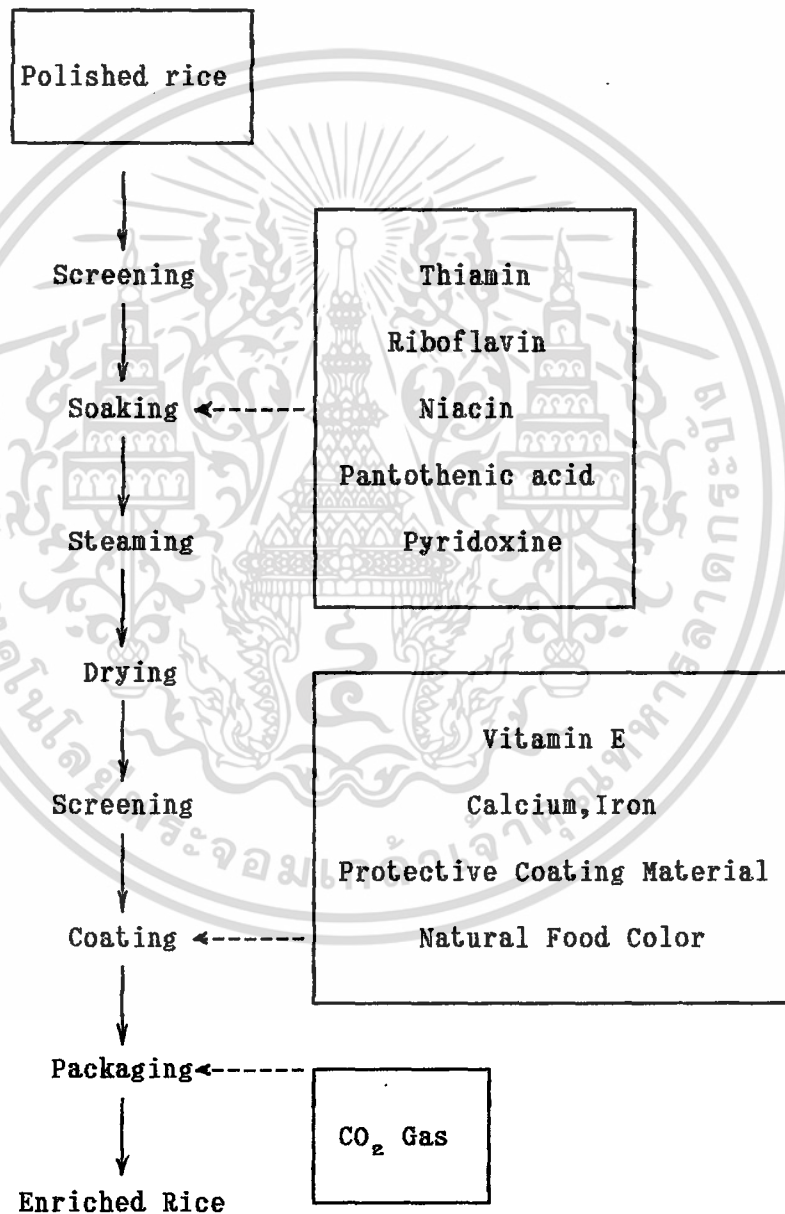 Polished rice
Screening
Soaking
Steaming
Drying
Screening
Coating
Packaging
Enriched Rice
Thiamin
Riboflavin
Niacin
Pantothenic acid
Pyridoxine
Vitamin E
Calcium,Iron
Protective Coating Material
Natural Food Color
CO₂ Gas